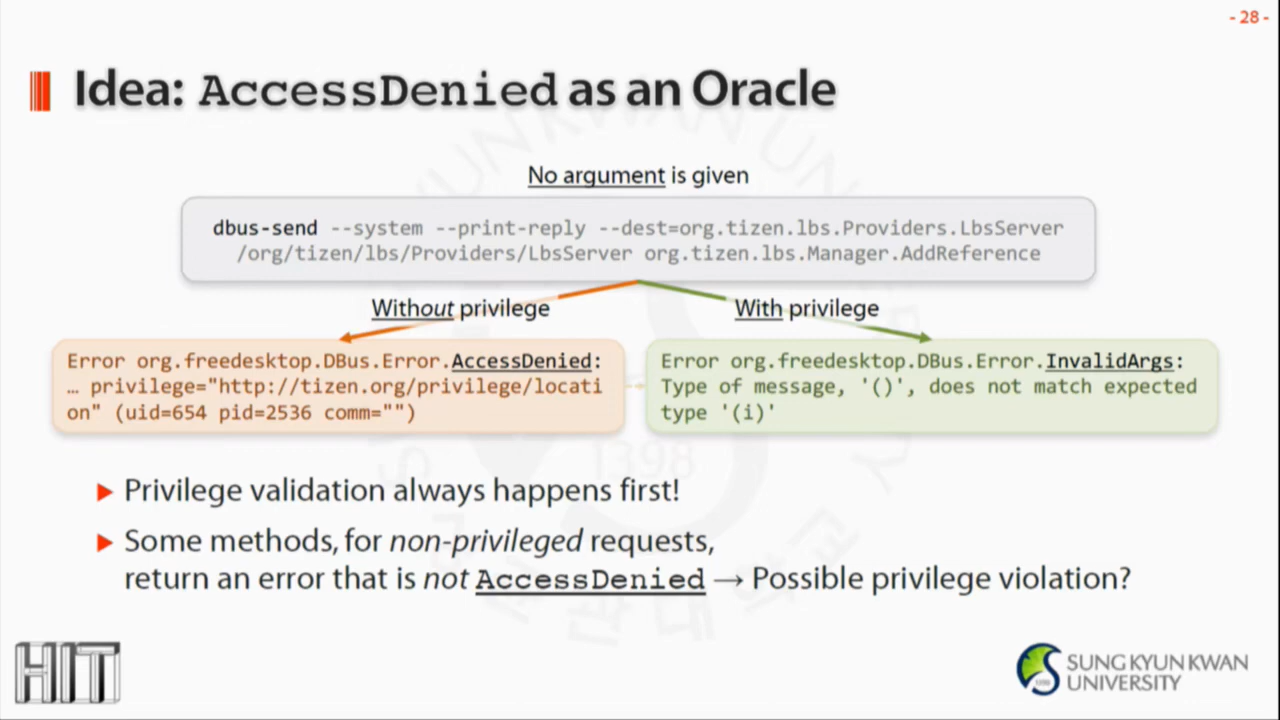 - 28 -
Idea: AccessDenied as an Oracle
No argument is given
dbus-send --system --print-reply --dest=org.tizen.lbs.Providers.LbsServer
/org/tizen/lbs/Providers/LbsServer org.tizen.lbs.Manager.AddReference
Without privilege
With privilege
Error org.freedesktop.DBus.Error.AccessDenied:
… privilege="http://tizen.org/privilege/locati
on" (uid=654 pid=2536 comm="")
Error org.freedesktop.DBus.Error.InvalidArgs:
Type of message, '()', does not match expected
type '(i)'
1398
Privilege validation always happens first!
Some methods, for non-privileged requests,
return an error that is not AccessDenied → Possible privilege violation?
HIT
SUNG KYUN KWAN
UNIVERSITY